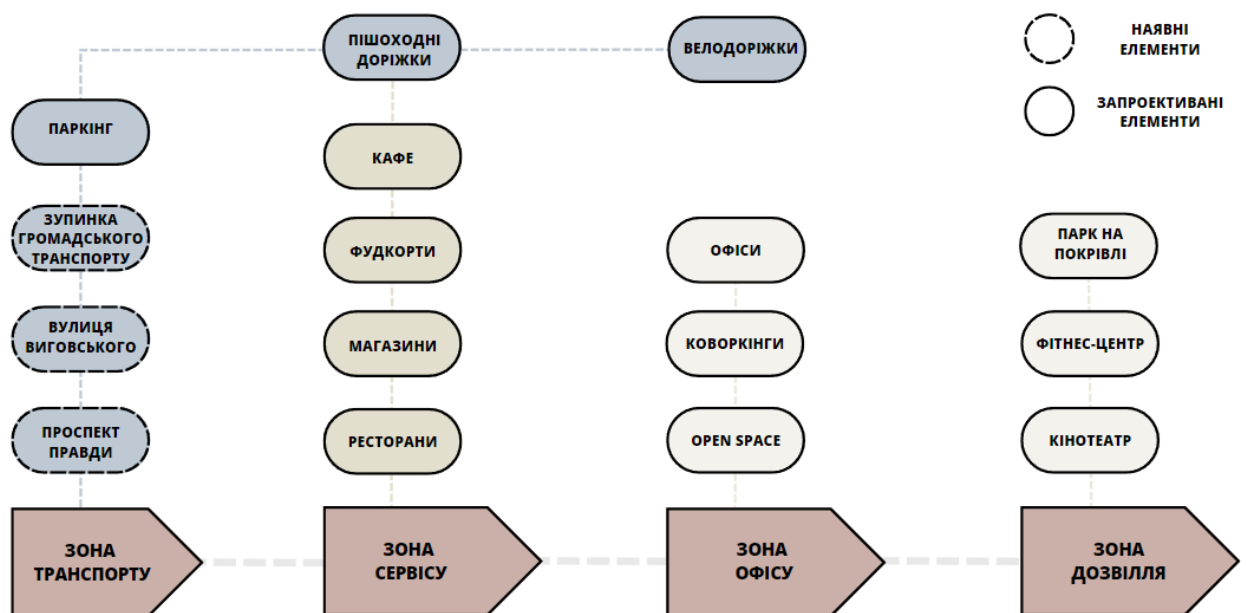 ПІШОХОДНІ
ДОРІЖКИ
ВЕЛОДОРІЖКИ
НАЯВНІ
ЕЛЕМЕНТИ
ЗАПРОЕКТИВАНІ
ЕЛЕМЕНТИ
ПАРКІНГ
ЗУПИНКА
ГРОМАДСЬКОГО
ТРАНСПОРТУ
ВУЛИЦЯ
ВИГОВСЬКОГО
ПРОСПЕКТ
ПРАВДИ
КАФЕ
ФУДКОРТИ
МАГАЗИНИ
РЕСТОРАНИ
ОФІСИ
КОВОРКІНГИ
OPEN SPACE
ПАРК НА
ПОКРІВЛІ
ФІТНЕС-ЦЕНТР
КІНОТЕАТР
ЗОНА
ТРАНСПОРТУ
ЗОНА
СЕРВІСУ
ЗОНА
ОФІСУ
ЗОНА
ДОЗВІЛЛЯ